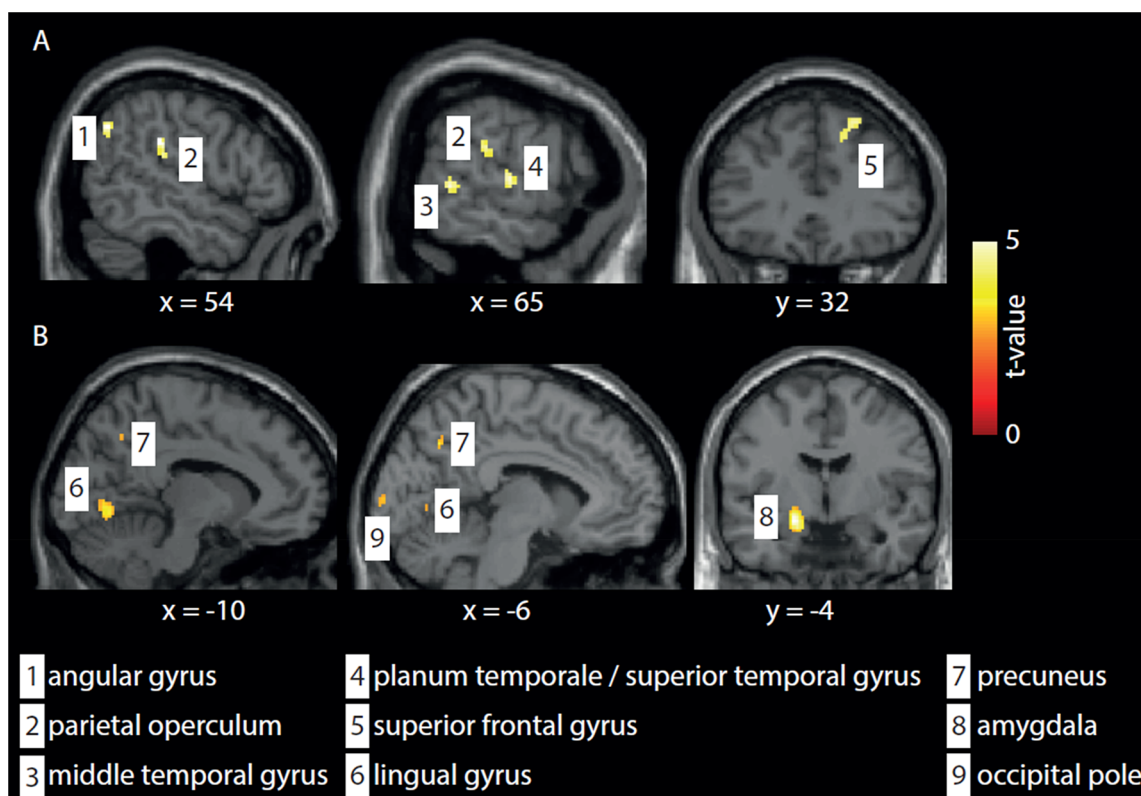 A
1
2
2
4
3
5
x = 54
x = 65
y = 32
5
t-value
0
B
7
6
7
6
9
8
x = -10
x = -6
y = -4
1 angular gyrus
4 planum temporale / superior temporal gyrus
7 precuneus
2 parietal operculum
5 superior frontal gyrus
8 amygdala
3 middle temporal gyrus
6 lingual gyrus
9 occipital pole